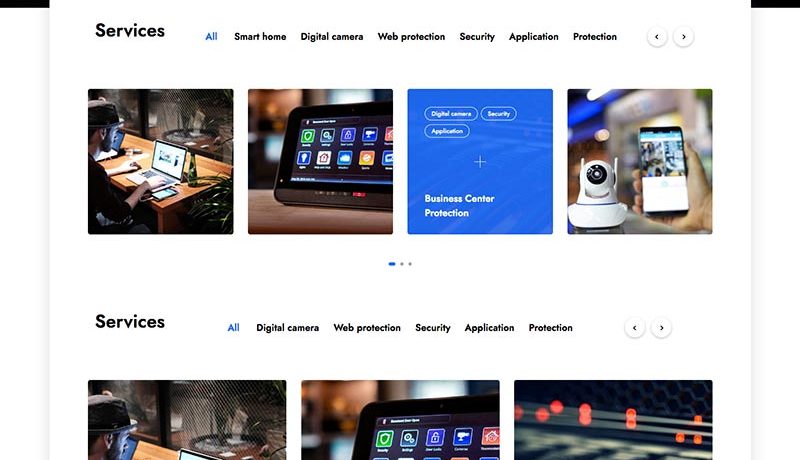 Services
All Smart home Digital camera Web protection Security Application Protection
Digital camera Security
Application
Business Center
Protection
Services
All Digital camera Web protection Security Application Protection